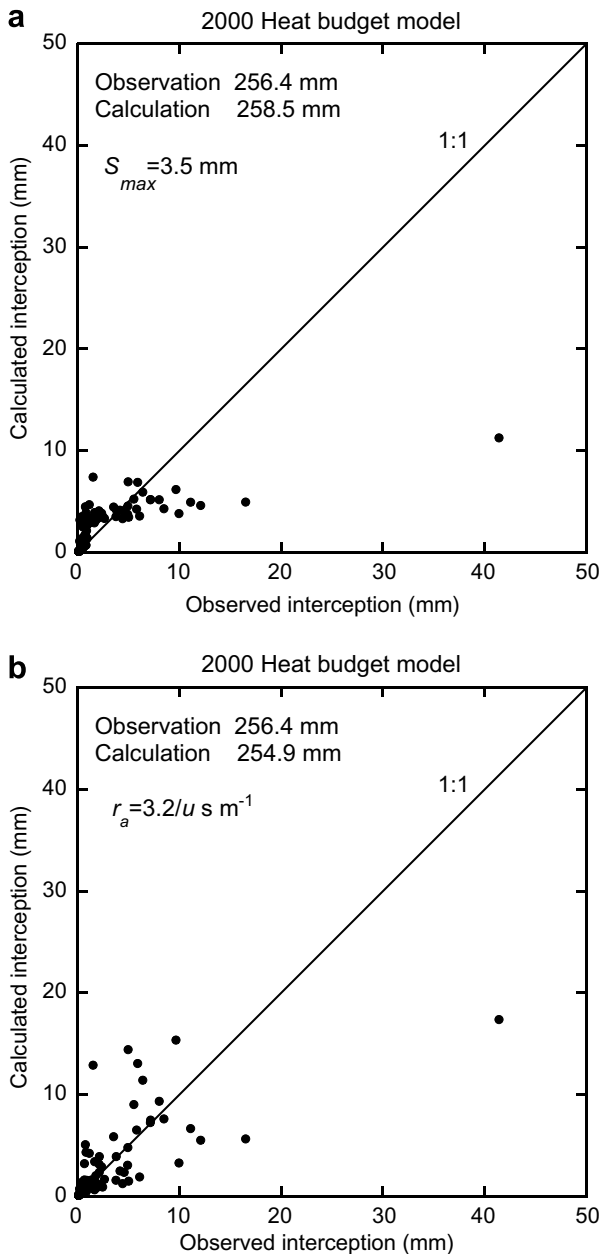 a
2000 Heat budget model
50
Observation 256.4 mm
Calculation 258.5 mm
40
1:1
Smax=3.5 mm
30
20
10
0
Calculated interception (mm)
0 10 20 30 40 50
Observed interception (mm)
b
2000 Heat budget model
50
Observation 256.4 mm
Calculation 254.9 mm
40
1:1
ra=3.2/u s m-1
30
20
10
0
Calculated interception (mm)
0 10 20 30 40 50
Observed interception (mm)